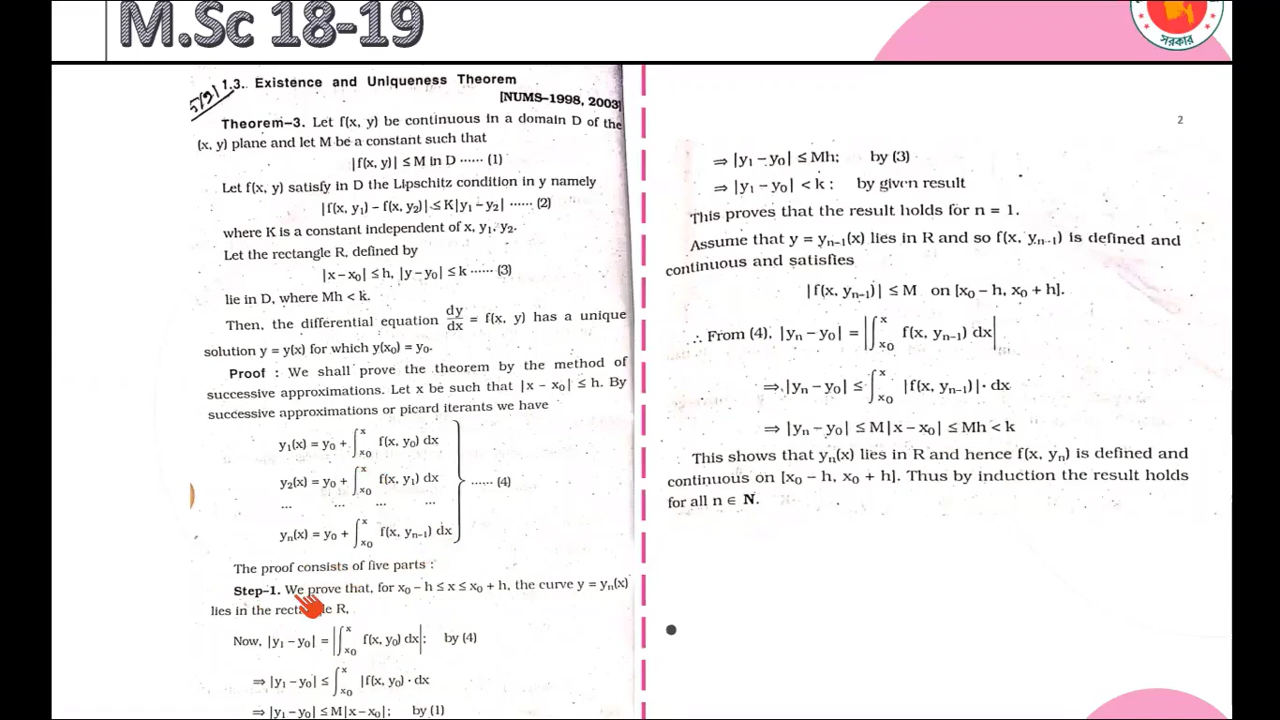 M.Sc 18-19
সরকার
5/9/
1.3. Existence and Uniqueness Theorem
[NUMS-1998, 2003]
Theorem-3. Let f(x, y) be continuous in a domain D of the
(x, y) plane and let M be a constant such that
|f(x, y)| ≤ M in D ...... (1)
Let f(x, y) satisfy in D the Lipschitz condition in y namely
|f(x, y₁) – f(x, y₂)| ≤ K|y₁ – y₂| ...... (2)
where K is a constant independent of x, y₁, y₂.
Let the rectangle R, defined by
|x – x₀| ≤ h, |y – y₀| ≤ k ...... (3)
lie in D, where Mh < k.
Then, the differential equation dy/dx = f(x, y) has a unique
solution y = y(x) for which y(x₀) = y₀.
Proof : We shall prove the theorem by the method of
successive approximations. Let x be such that |x – x₀| ≤ h. By
successive approximations or picard iterants we have
y₁(x) = y₀ + ∫ₓ₀ˣ f(x, y₀) dx
y₂(x) = y₀ + ∫ₓ₀ˣ f(x, y₁) dx
... ... ... ...
...... (4)
yₙ(x) = y₀ + ∫ₓ₀ˣ f(x, yₙ₋₁) dx
The proof consists of five parts :
Step-1. We prove that, for x₀ – h ≤ x ≤ x₀ + h, the curve y = yₙ(x)
lies in the rectangle R.
Now, |y₁ – y₀| = |∫ₓ₀ˣ f(x, y₀) dx|: by (4)
⇒ |y₁ – y₀| ≤ ∫ₓ₀ˣ |f(x, y₀) · dx
⇒ |y₁ – y₀| ≤ M|x – x₀|; by (1)
2
⇒ |y₁ – y₀| ≤ Mh; by (3)
⇒ |y₁ – y₀| < k : by given result
This proves that the result holds for n = 1.
Assume that y = yₙ₋₁(x) lies in R and so f(x, yₙ₋₁) is defined and
continuous and satisfies
|f(x, yₙ₋₁)| ≤ M on [x₀ – h, x₀ + h].
∴ From (4), |yₙ – y₀| = |∫ₓ₀ˣ f(x, yₙ₋₁) dx|
⇒ |yₙ – y₀| ≤ ∫ₓ₀ˣ |f(x, yₙ₋₁)| · dx
⇒ |yₙ – y₀| ≤ M|x – x₀| ≤ Mh < k
This shows that yₙ(x) lies in R and hence f(x, yₙ) is defined and
continuous on [x₀ – h, x₀ + h]. Thus by induction the result holds
for all n ∈ N.